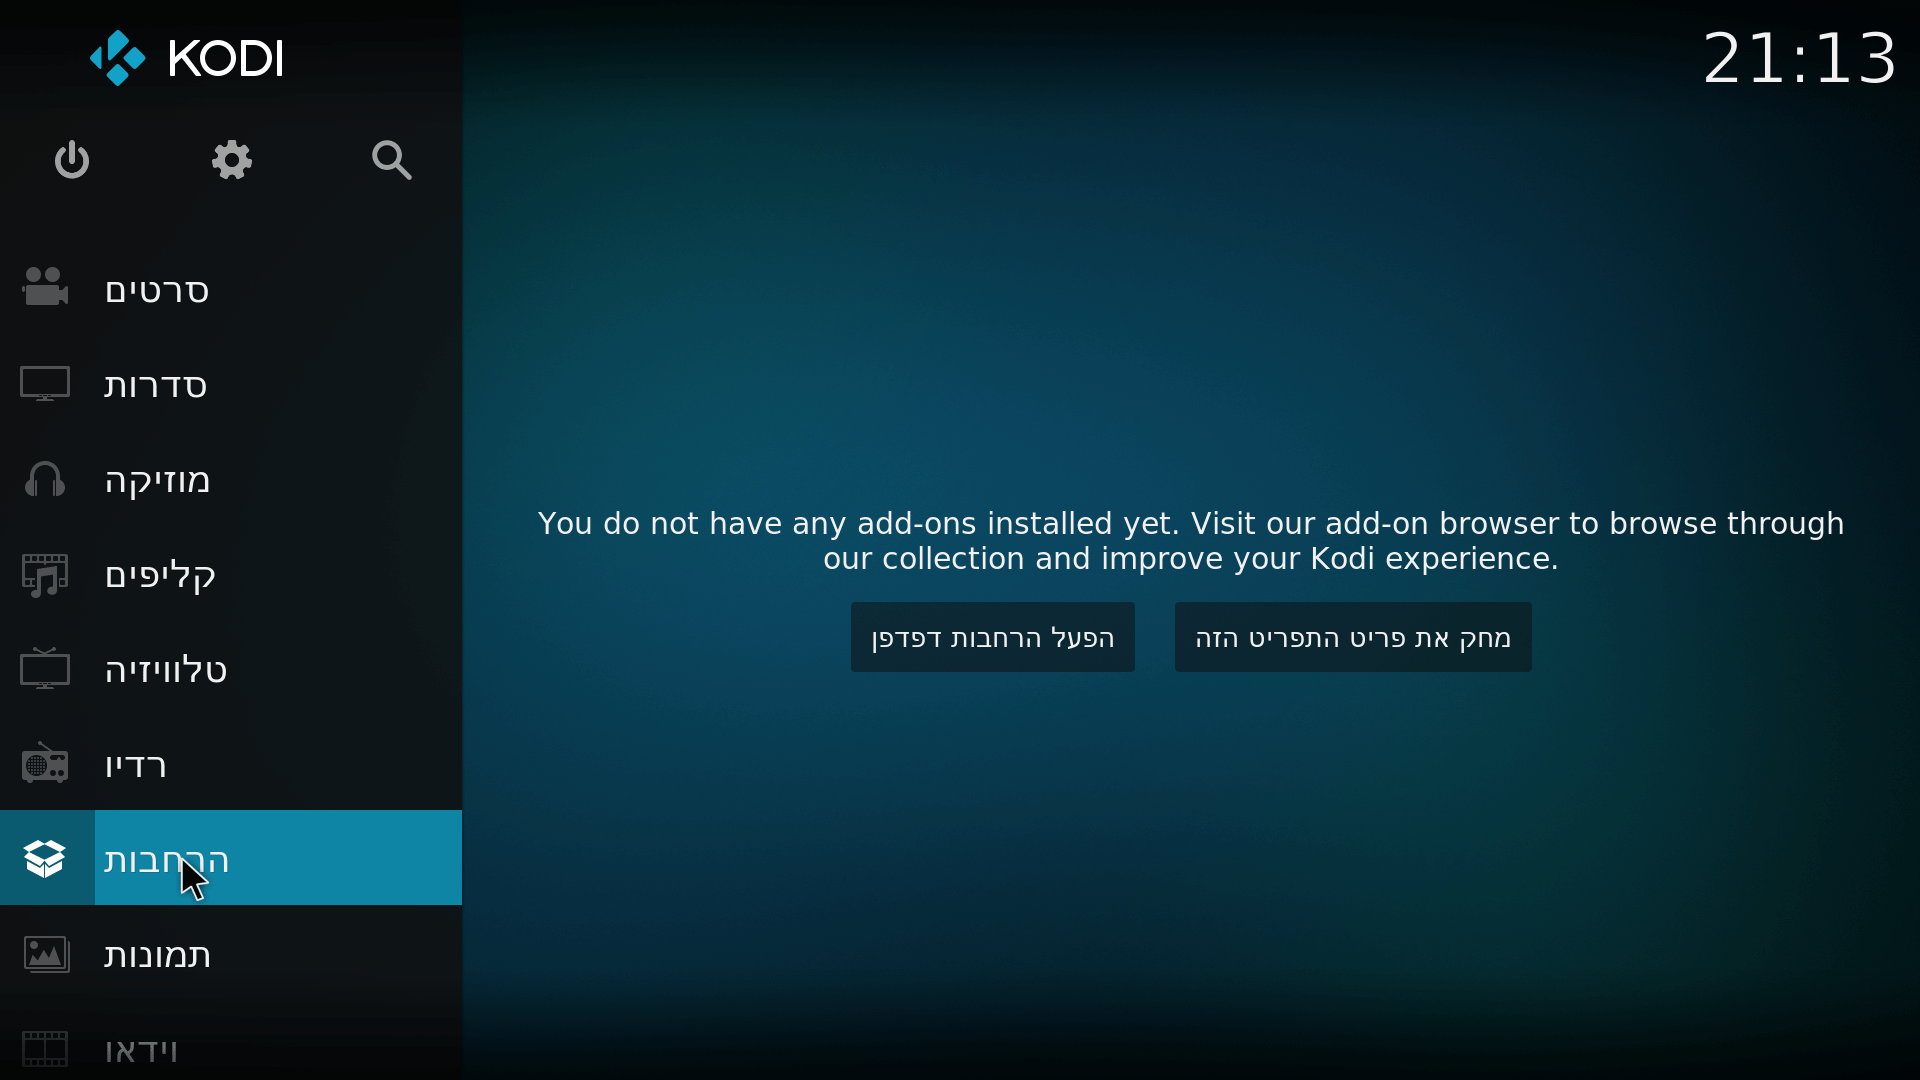 KODI
21:13
סרטים
סדרות
מוזיקה
קליפים
טלוויזיה
רדיו
הרחבות
תמונות
וידאו
You do not have any add-ons installed yet. Visit our add-on browser to browse through
our collection and improve your Kodi experience.
הפעל הרחבות דפדפן
מחק את פריט התפריט הזה